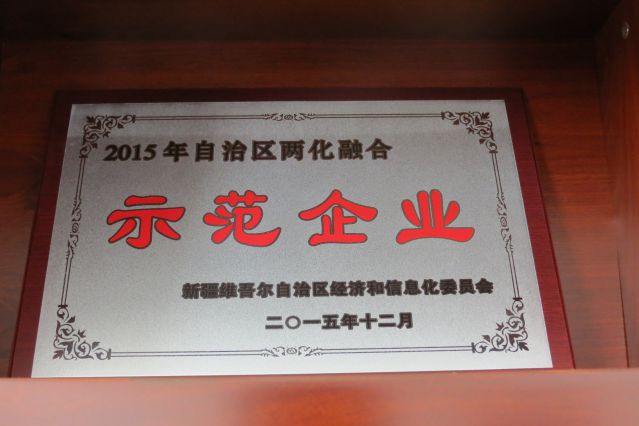 2015年自治区两化融合
示范企业
新疆维吾尔自治区经济和信息化委员会
二〇一五年十二月